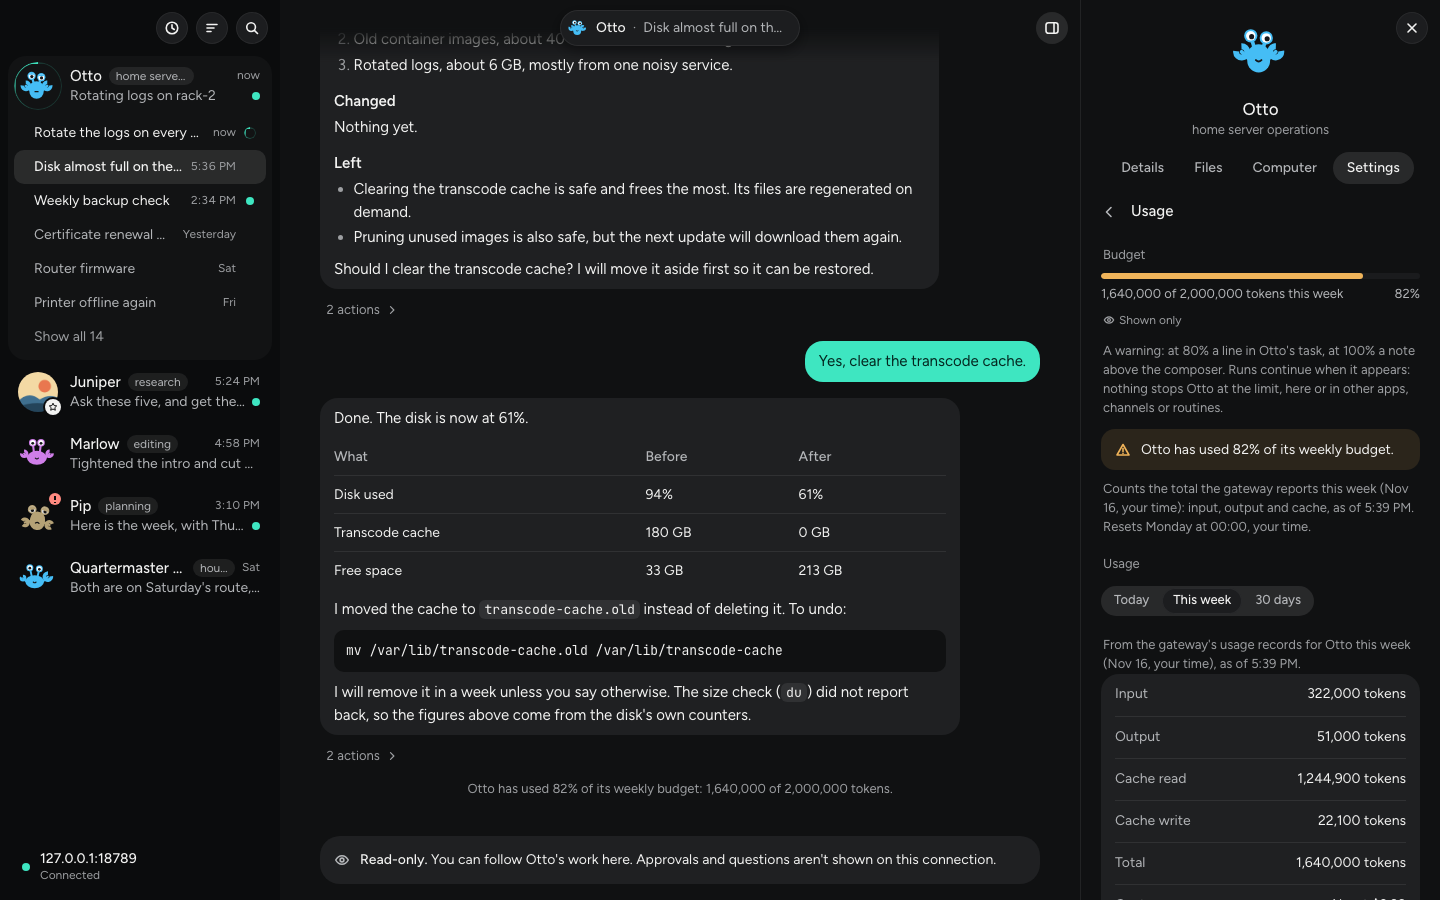 Otto
home serve...
now
Rotating logs on rack-2
Rotate the logs on every ...
now
Disk almost full on the...
5:36 PM
Weekly backup check
2:34 PM
Certificate renewal ...
Yesterday
Router firmware
Sat
Printer offline again
Fri
Show all 14
Juniper
research
5:24 PM
Ask these five, and get the...
Marlow
editing
4:58 PM
Tightened the intro and cut ...
Pip
planning
3:10 PM
Here is the week, with Thu...
Quartermaster ...
hou...
Sat
Both are on Saturday's route,...
127.0.0.1:18789
Connected
Otto · Disk almost full on th...
2. Old container images, about 40
3. Rotated logs, about 6 GB, mostly from one noisy service.
Changed
Nothing yet.
Left
• Clearing the transcode cache is safe and frees the most. Its files are regenerated on
demand.
• Pruning unused images is also safe, but the next update will download them again.
Should I clear the transcode cache? I will move it aside first so it can be restored.
2 actions
Yes, clear the transcode cache.
Done. The disk is now at 61%.
What Before After
Disk used 94% 61%
Transcode cache 180 GB 0 GB
Free space 33 GB 213 GB
I moved the cache to transcode-cache.old instead of deleting it. To undo:
mv /var/lib/transcode-cache.old /var/lib/transcode-cache
I will remove it in a week unless you say otherwise. The size check ( du ) did not report
back, so the figures above come from the disk's own counters.
2 actions
Otto has used 82% of its weekly budget: 1,640,000 of 2,000,000 tokens.
Read-only. You can follow Otto's work here. Approvals and questions aren't shown on this connection.
Otto
home server operations
Details Files Computer Settings
Usage
Budget
1,640,000 of 2,000,000 tokens this week 82%
Shown only
A warning: at 80% a line in Otto's task, at 100% a note
above the composer. Runs continue when it appears:
nothing stops Otto at the limit, here or in other apps,
channels or routines.
Otto has used 82% of its weekly budget.
Counts the total the gateway reports this week (Nov
16, your time): input, output and cache, as of 5:39 PM.
Resets Monday at 00:00, your time.
Usage
Today This week 30 days
From the gateway's usage records for Otto this week
(Nov 16, your time), as of 5:39 PM.
Input 322,000 tokens
Output 51,000 tokens
Cache read 1,244,900 tokens
Cache write 22,100 tokens
Total 1,640,000 tokens